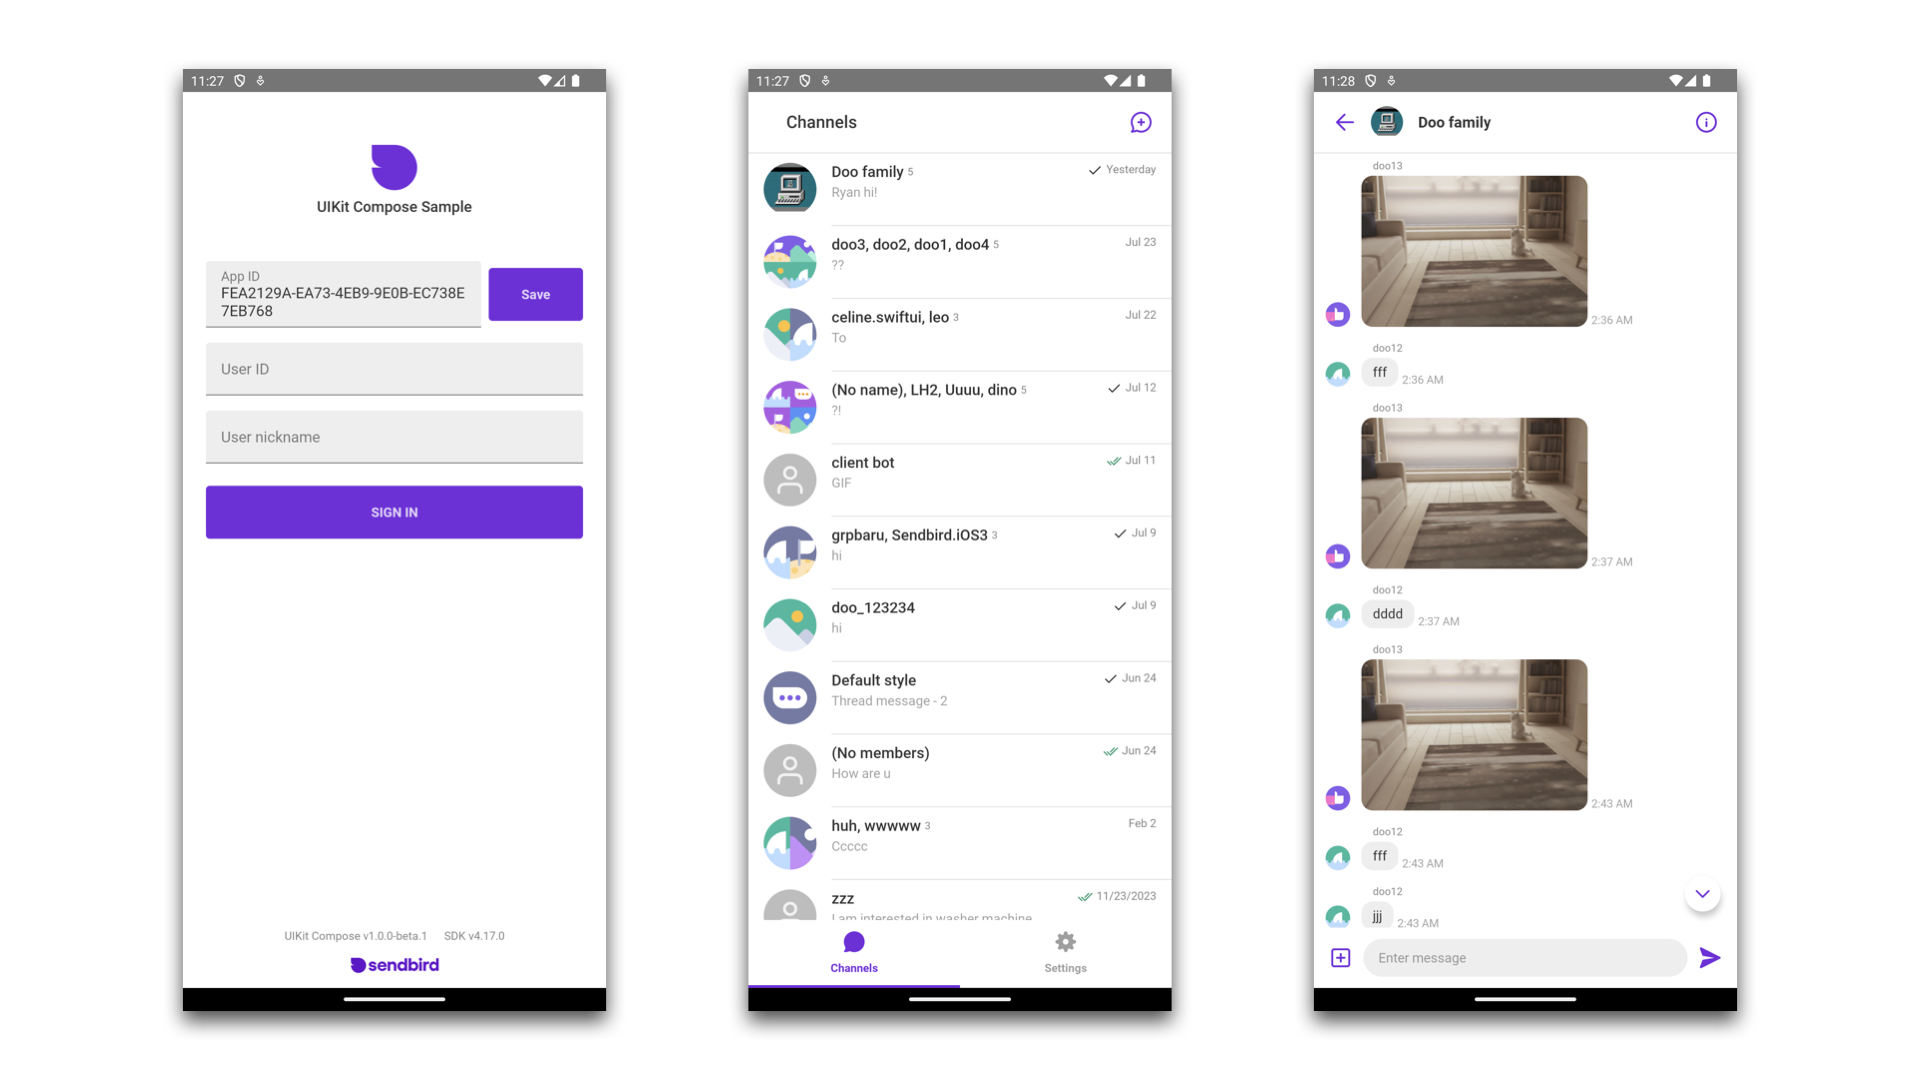 11:27
UIKit Compose Sample
App ID
FEA2129A-EA73-4EB9-9E0B-EC738E
7EB768
Save
User ID
User nickname
SIGN IN
UIKit Compose v1.0.0-beta.1 SDK v4.17.0
sendbird
11:27
Channels
Doo family 5 Yesterday
Ryan hi!
doo3, doo2, doo1, doo4 5 Jul 23
??
celine.swiftui, leo 3 Jul 22
To
(No name), LH2, Uuuu, dino 5 Jul 12
?!
client bot Jul 11
GIF
grpbaru, Sendbird.iOS3 3 Jul 9
hi
doo_123234 Jul 9
hi
Default style Jun 24
Thread message - 2
(No members) Jun 24
How are u
huh, wwwww 3 Feb 2
Ccccc
zzz 11/23/2023
I am interested in washer machine
Channels Settings
11:28
Doo family
doo13
2:36 AM
doo12
fff 2:36 AM
doo13
2:37 AM
doo12
dddd 2:37 AM
doo13
2:43 AM
doo12
fff 2:43 AM
doo12
jjj 2:43 AM
Enter message